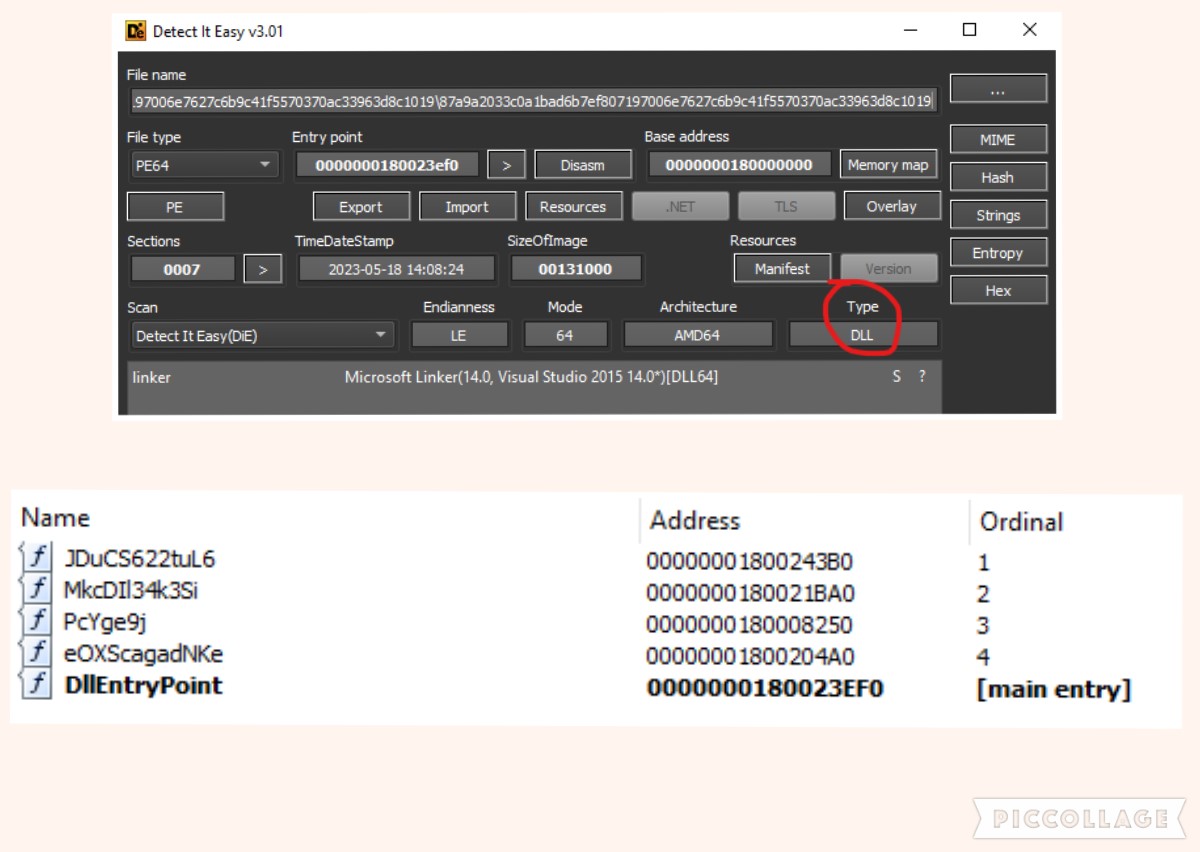 Detect It Easy v3.01
File name
.97006e7627c6b9c41f5570370ac33963d8c1019\87a9a2033c0a1bad6b7ef807197006e7627c6b9c41f5570370ac33963d8c1019
...
File type Entry point Base address
PE64 0000000180023ef0 > Disasm 0000000180000000 Memory map
MIME
Hash
PE Export Import Resources .NET TLS Overlay
Strings
Sections TimeDateStamp SizeOfImage Resources
0007 > 2023-05-18 14:08:24 00131000 Manifest Version
Entropy
Hex
Scan Endianness Mode Architecture Type
Detect It Easy(DiE) LE 64 AMD64 DLL
linker Microsoft Linker(14.0, Visual Studio 2015 14.0*)[DLL64] S ?
Name Address Ordinal
f JDuCS622tuL6 00000001800243B0 1
f MkcDIl34k3Si 0000000180021BA0 2
f PcYge9j 0000000180008250 3
f eOXScagadNKe 00000001800204A0 4
f DllEntryPoint 0000000180023EF0 [main entry]
PICCOLLAGE